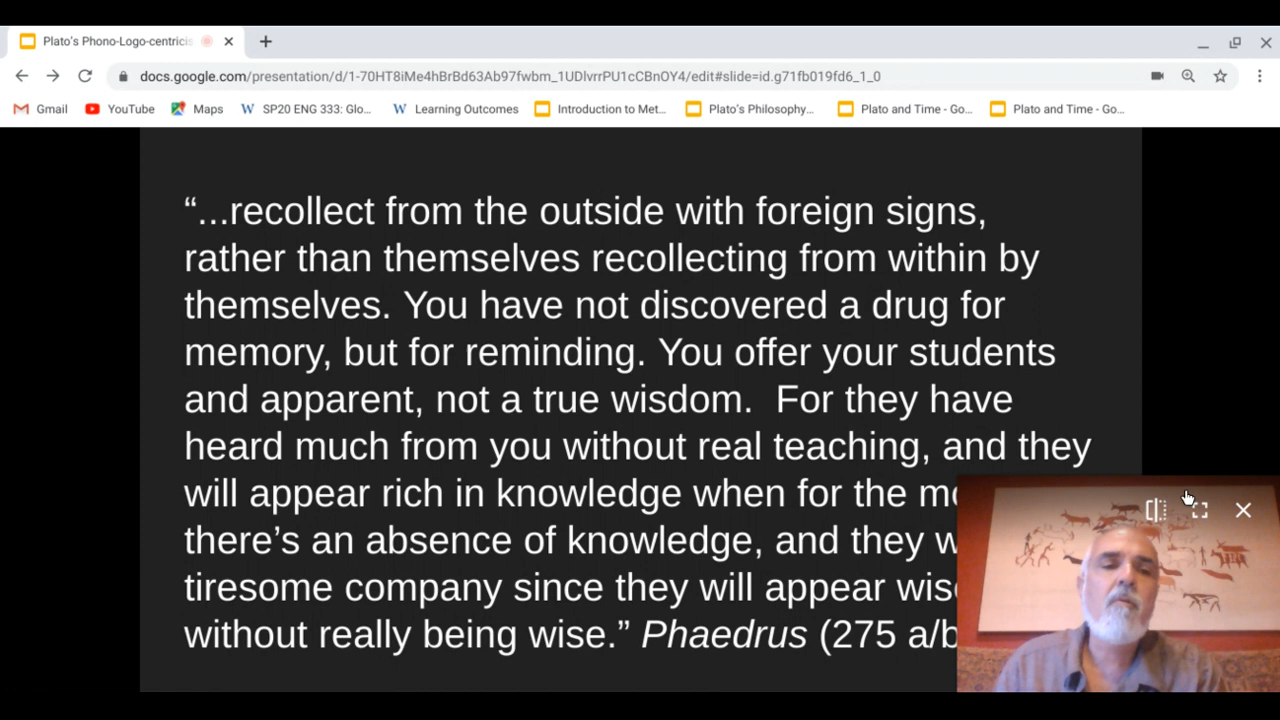 Plato's Phono-Logo-centricis
docs.google.com/presentation/d/1-70HT8iMe4hBrBd63Ab97fwbm_1UDlvrrPU1cCBnOY4/edit#slide=id.g71fb019fd6_1_0
Gmail YouTube Maps SP20 ENG 333: Glo... Learning Outcomes Introduction to Met... Plato's Philosophy... Plato and Time - Go... Plato and Time - Go...
“...recollect from the outside with foreign signs,
rather than themselves recollecting from within by
themselves. You have not discovered a drug for
memory, but for reminding. You offer your students
and apparent, not a true wisdom.  For they have
heard much from you without real teaching, and they
will appear rich in knowledge when for the
there’s an absence of knowledge, and they
tiresome company since they will appear
without really being wise.” Phaedrus (275 a/b